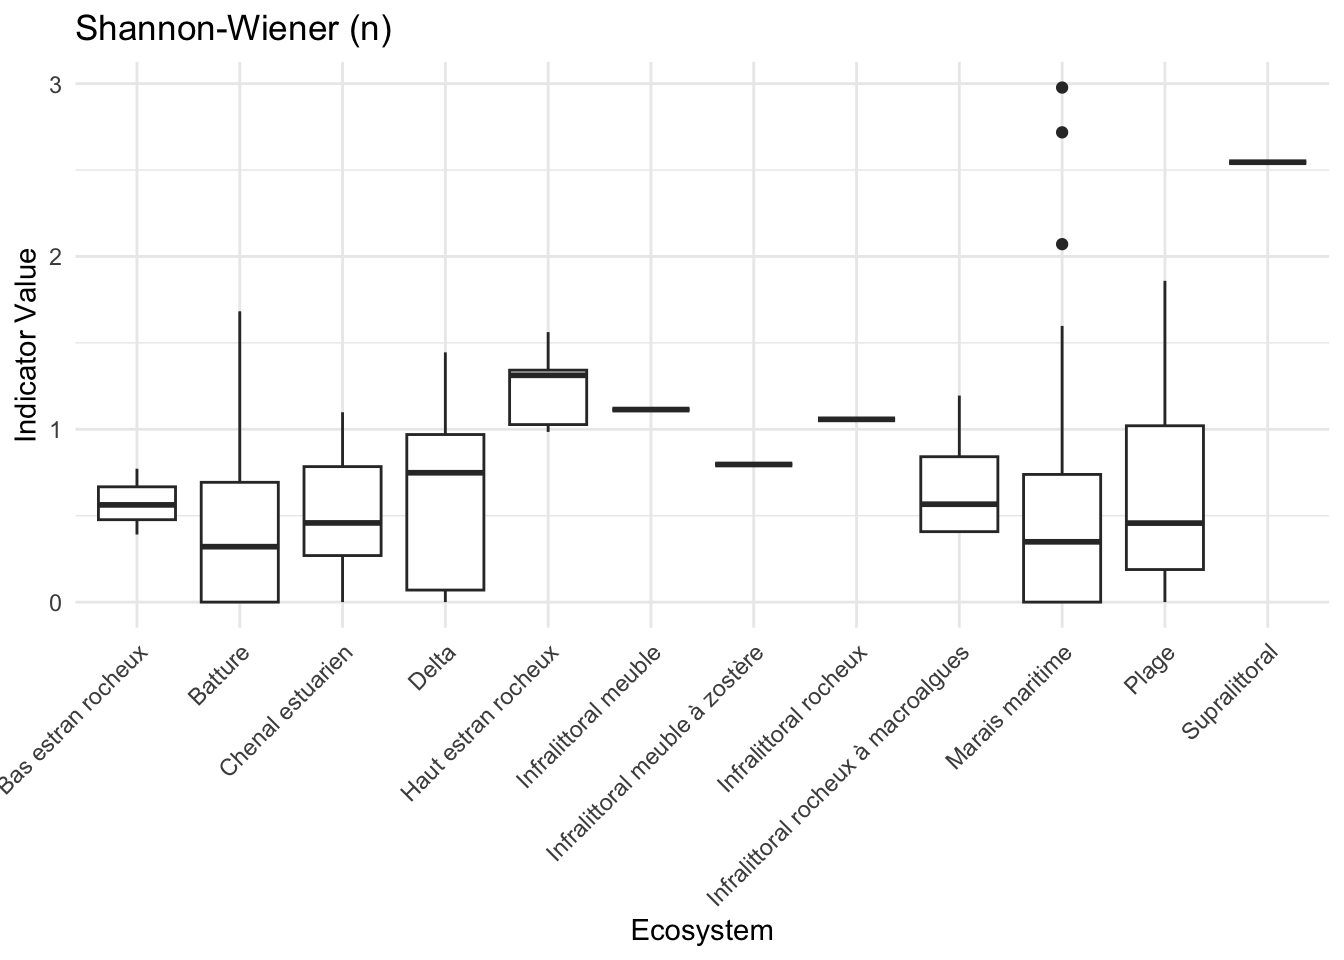 Shannon-Wiener (n)
Indicator Value
3
2
1
0
Bas estran rocheux
Batture
Chenal estuarien
Delta
Haut estran rocheux
Infralittoral meuble
Infralittoral meuble à zostère
Infralittoral rocheux
Infralittoral rocheux à macroalgues
Marais maritime
Plage
Supralittoral
Ecosystem